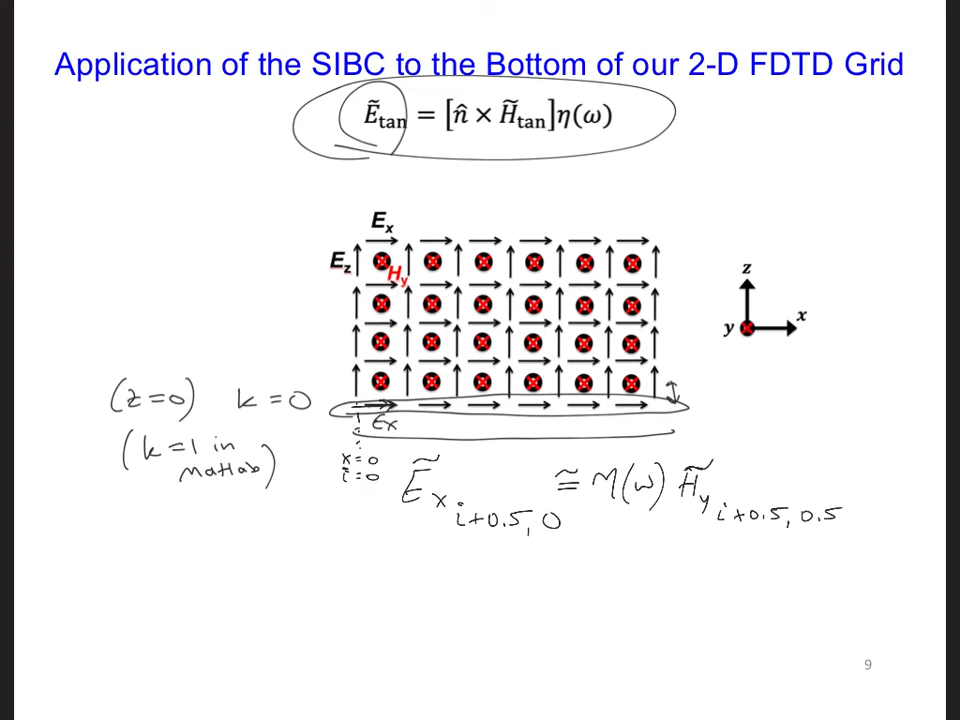 Application of the SIBC to the Bottom of our 2-D FDTD Grid
Ẽtan = [n̂ × H̃tan]η(ω)
Ex
Ez
Hy
z
y x
(z=0) k=0
(k=1 in
Matlab)
Ex
x=0
i=0
Ẽx i+0.5, 0 ≅ η(ω) H̃y i+0.5, 0.5
9